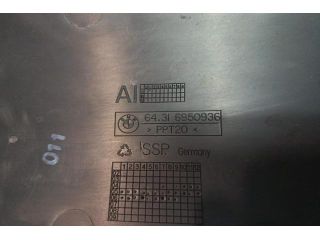 AI
64.31 6950936
> PPT20 <
SSP Germany
011